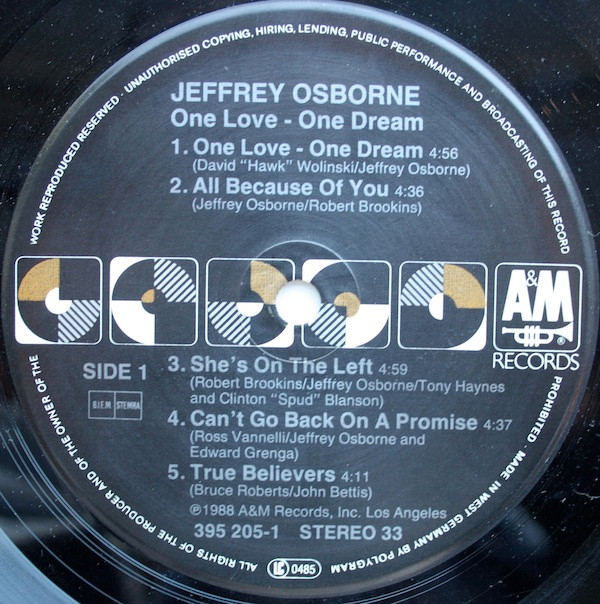 WORK REPRODUCED RESERVED · UNAUTHORISED COPYING, HIRING, LENDING, PUBLIC PERFORMANCE AND BROADCASTING OF THIS RECORD
JEFFREY OSBORNE
One Love - One Dream
1. One Love - One Dream 4:56
(David "Hawk" Wolinski/Jeffrey Osborne)
2. All Because Of You 4:36
(Jeffrey Osborne/Robert Brookins)
A&M
®
RECORDS
SIDE 1
B.I.E.M. STEMRA
3. She's On The Left 4:59
(Robert Brookins/Jeffrey Osborne/Tony Haynes
and Clinton "Spud" Blanson)
4. Can't Go Back On A Promise 4:37
(Ross Vannelli/Jeffrey Osborne and
Edward Grenga)
5. True Believers 4:11
(Bruce Roberts/John Bettis)
℗1988 A&M Records, Inc. Los Angeles
395 205-1 STEREO 33
PROHIBITED · MADE IN WEST GERMANY BY POLYGRAM
LC 0485
ALL RIGHTS OF THE PRODUCER AND OF THE OWNER OF THE